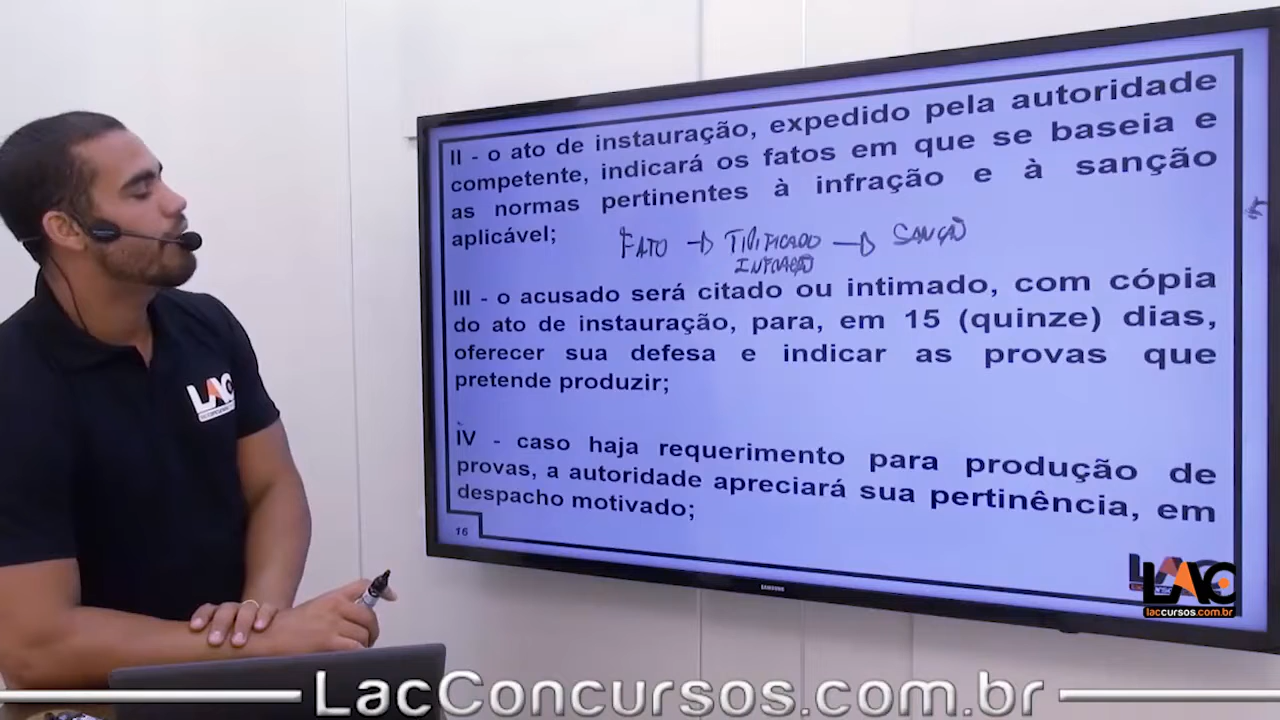 II - o ato de instauração, expedido pela autoridade
competente, indicará os fatos em que se baseia e
as normas pertinentes à infração e à sanção
aplicável;
FATO → TIPIFICADO → SANÇÃO
INFRAÇÃO
III - o acusado será citado ou intimado, com cópia
do ato de instauração, para, em 15 (quinze) dias,
oferecer sua defesa e indicar as provas que
pretende produzir;
IV - caso haja requerimento para produção de
provas, a autoridade apreciará sua pertinência, em
despacho motivado;
16
SAMSUNG
LAC
LAC
laccursos.com.br
LacConcursos.com.br